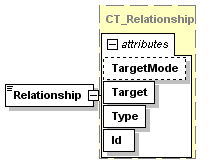 CT_Relationship
attributes
TargetMode
Relationship
Target
Type
Id